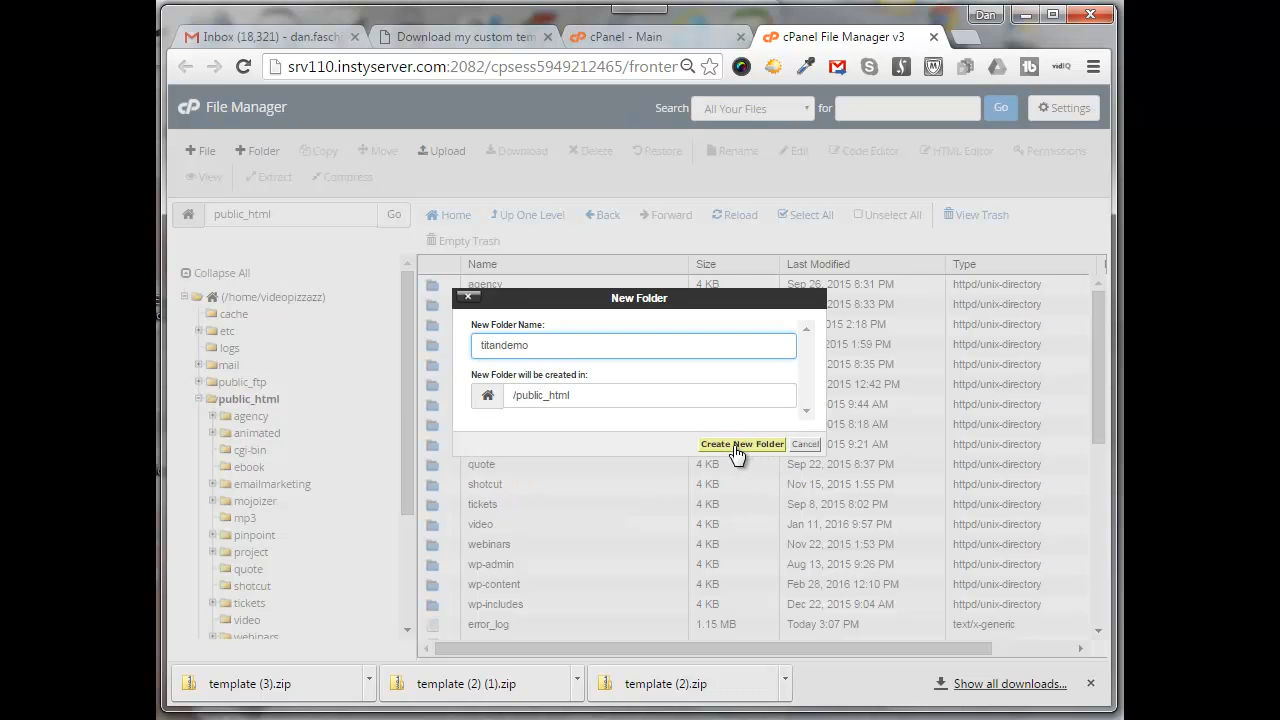 Dan
Inbox (18,321) - dan.fasch
Download my custom tem
cPanel - Main
cPanel File Manager v3
srv110.instyserver.com:2082/cpsess5949212465/fronter
vidIQ
cP File Manager
Search All Your Files for Go Settings
+ File + Folder Copy Move Upload Download Delete Restore Rename Edit Code Editor HTML Editor Permissions
View Extract Compress
public_html Go
Home Up One Level Back Forward Reload Select All Unselect All View Trash
Empty Trash
Collapse All
(/home/videopizzazz)
cache
etc
logs
mail
public_ftp
public_html
agency
animated
cgi-bin
ebook
emailmarketing
mojoizer
mp3
pinpoint
project
quote
shotcut
tickets
video
webinars
Name Size Last Modified Type
agency 4 KB Sep 26, 2015 8:31 PM httpd/unix-directory
8:33 PM httpd/unix-directory
2:18 PM httpd/unix-directory
1:59 PM httpd/unix-directory
8:35 PM httpd/unix-directory
12:42 PM httpd/unix-directory
9:44 AM httpd/unix-directory
8:18 AM httpd/unix-directory
9:21 AM httpd/unix-directory
quote 4 KB Sep 22, 2015 8:37 PM httpd/unix-directory
shotcut 4 KB Nov 15, 2015 1:55 PM httpd/unix-directory
tickets 4 KB Sep 8, 2015 8:02 PM httpd/unix-directory
video 4 KB Jan 11, 2016 9:57 PM httpd/unix-directory
webinars 4 KB Nov 22, 2015 1:53 PM httpd/unix-directory
wp-admin 4 KB Aug 13, 2015 9:26 PM httpd/unix-directory
wp-content 4 KB Feb 28, 2016 12:10 PM httpd/unix-directory
wp-includes 4 KB Dec 22, 2015 9:04 AM httpd/unix-directory
error_log 1.15 MB Today 3:07 PM text/x-generic
New Folder
New Folder Name:
titandemo
New Folder will be created in:
/public_html
Create New Folder Cancel
template (3).zip
template (2) (1).zip
template (2).zip
Show all downloads...